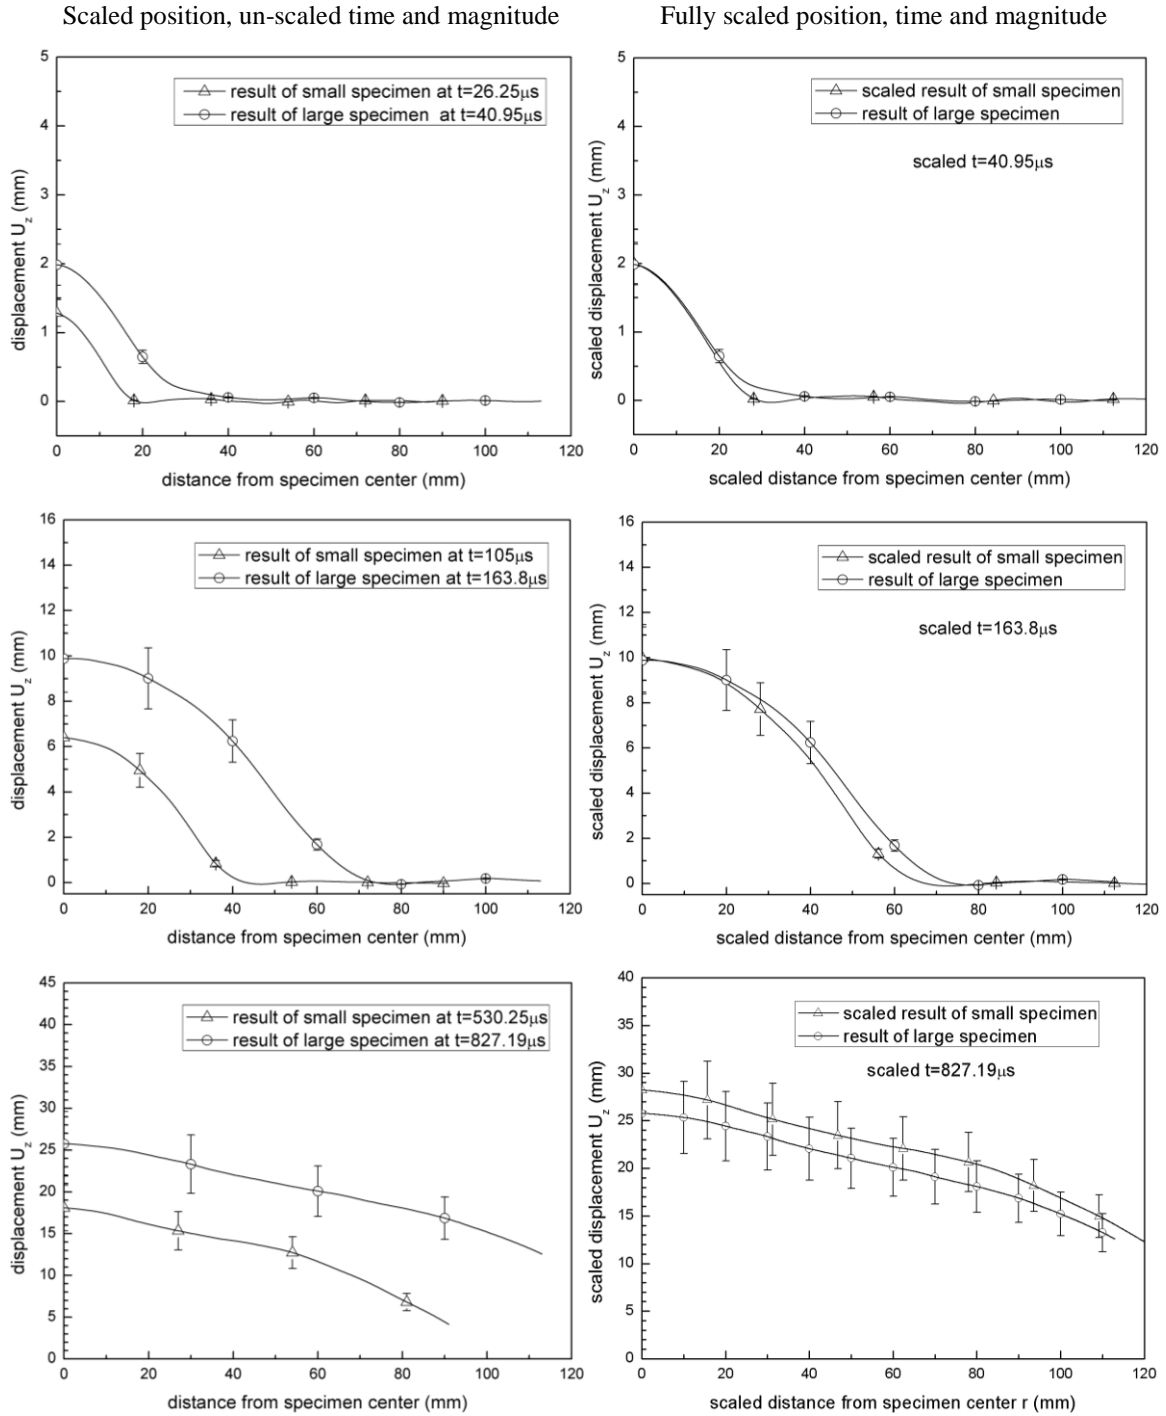 Scaled position, un-scaled time and magnitude
Fully scaled position, time and magnitude
5
4
3
2
1
0
displacement U_z (mm)
result of small specimen at t=26.25μs
result of large specimen at t=40.95μs
0 20 40 60 80 100 120
distance from specimen center (mm)
5
4
3
2
1
0
scaled displacement U_z (mm)
scaled result of small specimen
result of large specimen
scaled t=40.95μs
0 20 40 60 80 100 120
scaled distance from specimen center (mm)
16
14
12
10
8
6
4
2
0
displacement U_z (mm)
result of small specimen at t=105μs
result of large specimen at t=163.8μs
0 20 40 60 80 100 120
distance from specimen center (mm)
16
14
12
10
8
6
4
2
0
scaled displacement U_z (mm)
scaled result of small specimen
result of large specimen
scaled t=163.8μs
0 20 40 60 80 100 120
scaled distance from specimen center (mm)
45
40
35
30
25
20
15
10
5
0
displacement U_z (mm)
result of small specimen at t=530.25μs
result of large specimen at t=827.19μs
0 20 40 60 80 100 120
distance from specimen center (mm)
40
35
30
25
20
15
10
5
0
scaled displacement U_z (mm)
scaled result of small specimen
result of large specimen
scaled t=827.19μs
0 20 40 60 80 100 120
scaled distance from specimen center r (mm)